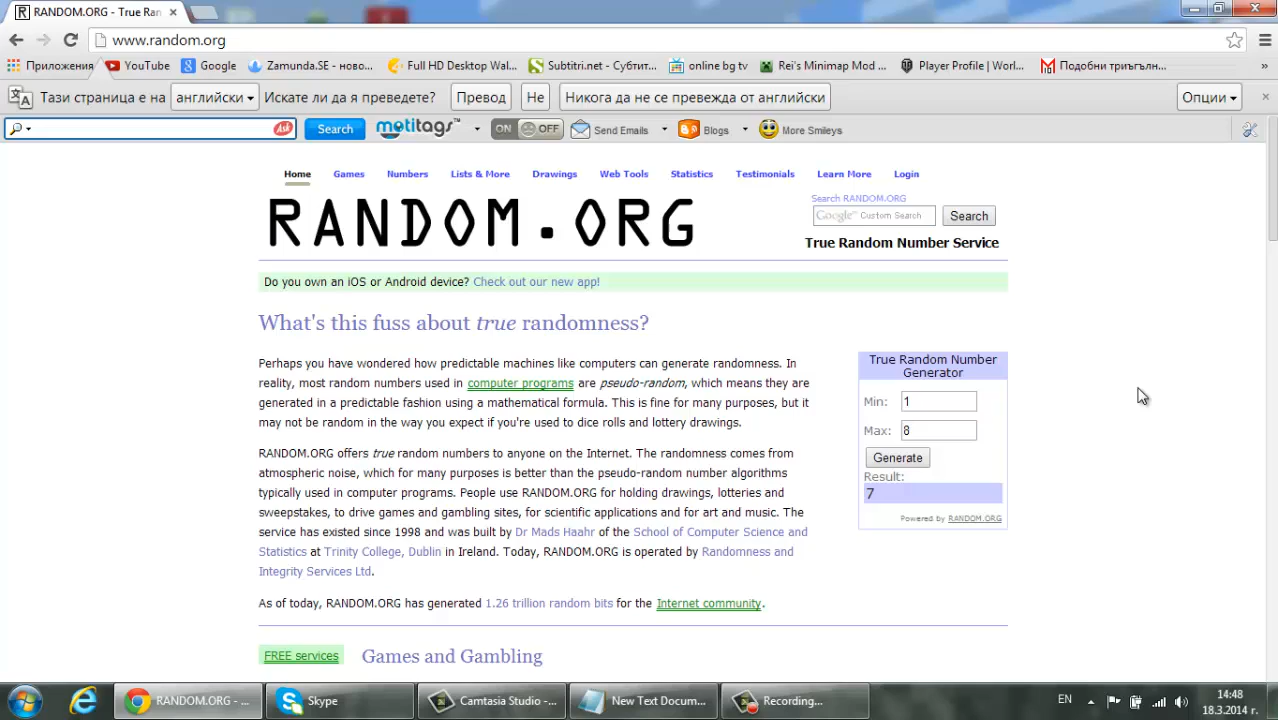 RANDOM.ORG - True Ran
www.random.org
Приложения YouTube Google Zamunda.SE - ново... Full HD Desktop Wal... Subtitri.net - Субтит... online bg tv Rei's Minimap Mod ... Player Profile | Worl... Подобни триъгълн... »
Тази страница е на английски Искате ли да я преведете? Превод Не Никога да не се превежда от английски Опции
Ask Search motitags™ ON OFF Send Emails Blogs More Smileys
Home Games Numbers Lists & More Drawings Web Tools Statistics Testimonials Learn More Login
Search RANDOM.ORG
Google™ Custom Search Search
RANDOM.ORG
True Random Number Service
Do you own an iOS or Android device? Check out our new app!
What's this fuss about true randomness?
Perhaps you have wondered how predictable machines like computers can generate randomness. In
reality, most random numbers used in computer programs are pseudo-random, which means they are
generated in a predictable fashion using a mathematical formula. This is fine for many purposes, but it
may not be random in the way you expect if you're used to dice rolls and lottery drawings.
RANDOM.ORG offers true random numbers to anyone on the Internet. The randomness comes from
atmospheric noise, which for many purposes is better than the pseudo-random number algorithms
typically used in computer programs. People use RANDOM.ORG for holding drawings, lotteries and
sweepstakes, to drive games and gambling sites, for scientific applications and for art and music. The
service has existed since 1998 and was built by Dr Mads Haahr of the School of Computer Science and
Statistics at Trinity College, Dublin in Ireland. Today, RANDOM.ORG is operated by Randomness and
Integrity Services Ltd.
As of today, RANDOM.ORG has generated 1.26 trillion random bits for the Internet community.
True Random Number
Generator
Min: 1
Max: 8
Generate
Result:
7
Powered by RANDOM.ORG
FREE services Games and Gambling
RANDOM.ORG - ... Skype Camtasia Studio -... New Text Docum... Recording... EN 14:48
18.3.2014 г.